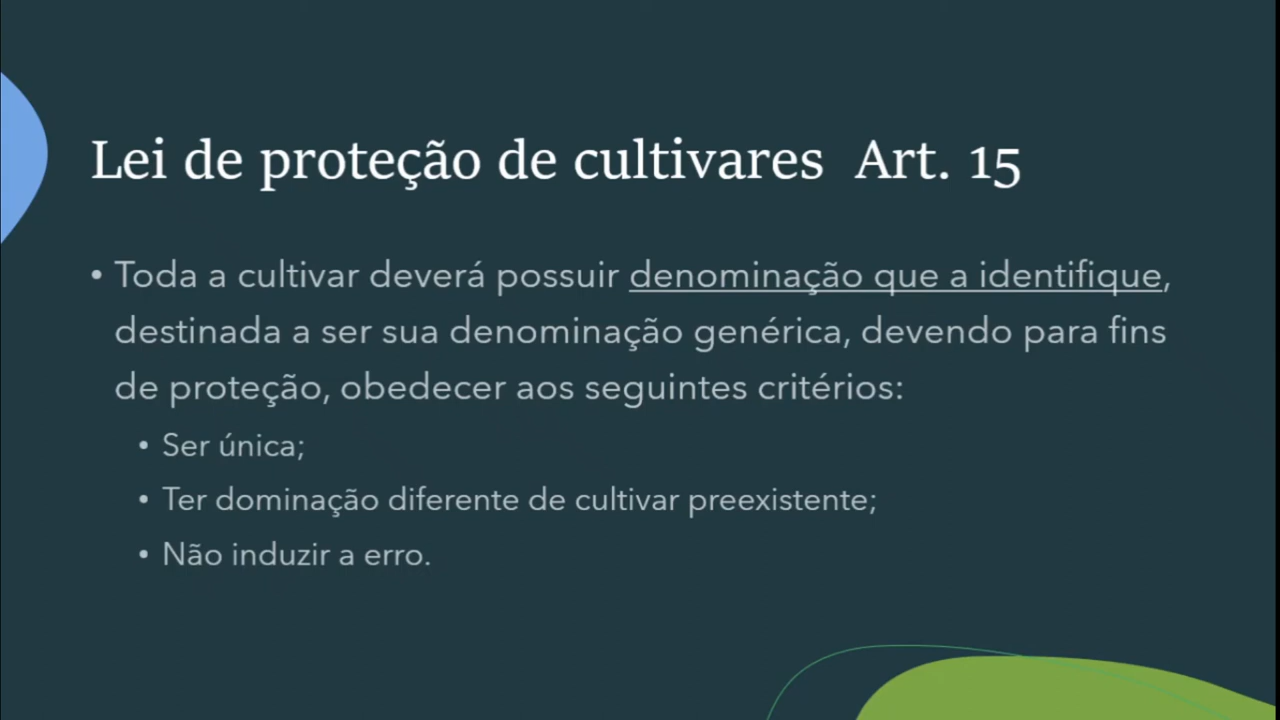 Lei de proteção de cultivares Art. 15
• Toda a cultivar deverá possuir denominação que a identifique,
destinada a ser sua denominação genérica, devendo para fins
de proteção, obedecer aos seguintes critérios:
• Ser única;
• Ter dominação diferente de cultivar preexistente;
• Não induzir a erro.